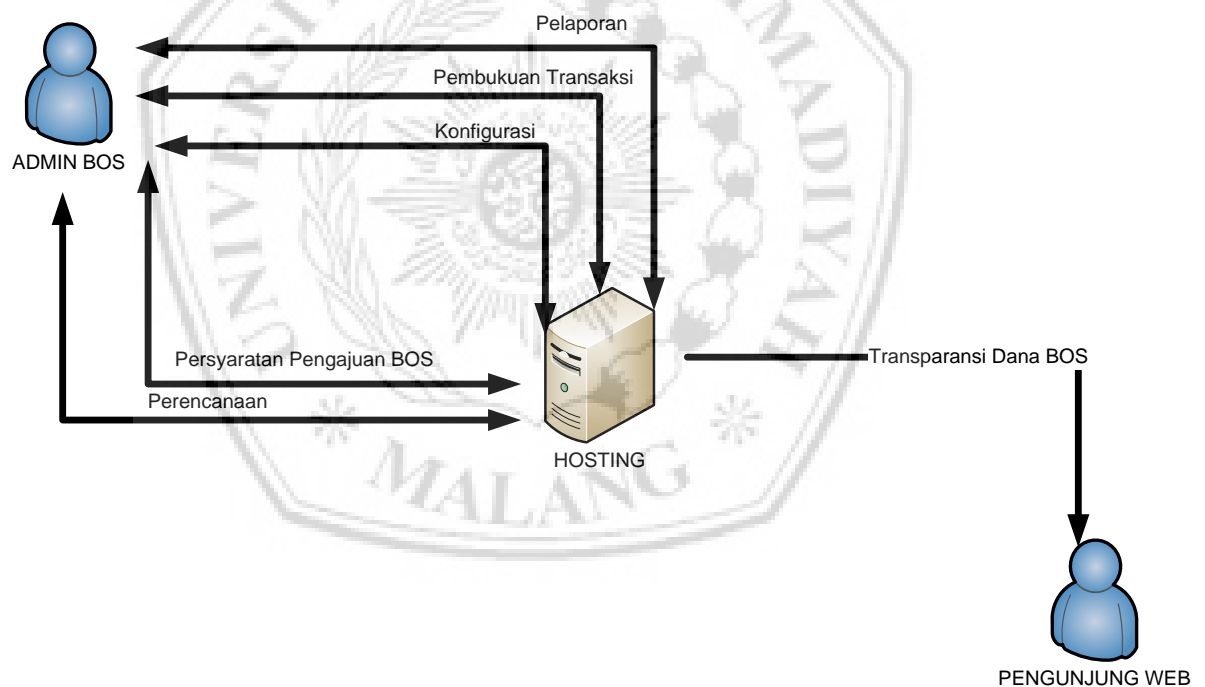 Pelaporan
Pembukuan Transaksi
Konfigurasi
ADMIN BOS
Persyaratan Pengajuan BOS
Transparansi Dana BOS
Perencanaan
HOSTING
MALANG
PENGUNJUNG WEB